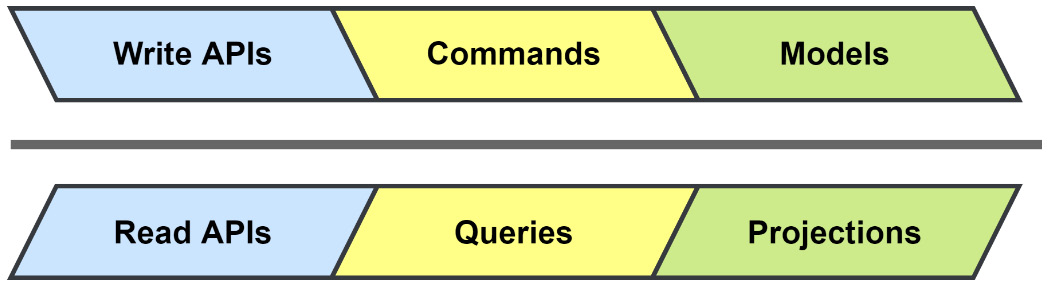 Write APIs Commands Models
Read APIs Queries Projections